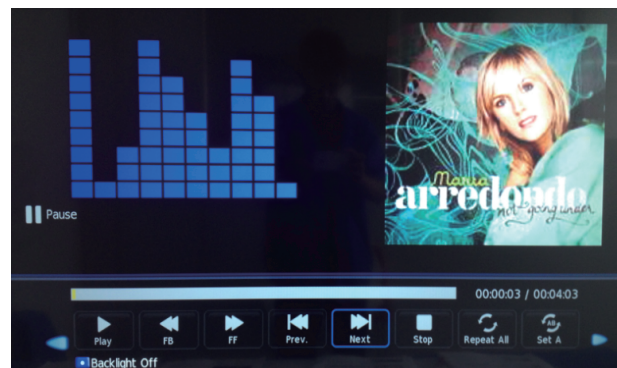 Maria
arredondo
not going under
Pause
00:00:03 / 00:04:03
Play
FB
FF
Prev.
Next
Stop
Repeat All
AB
Set A
Backlight Off